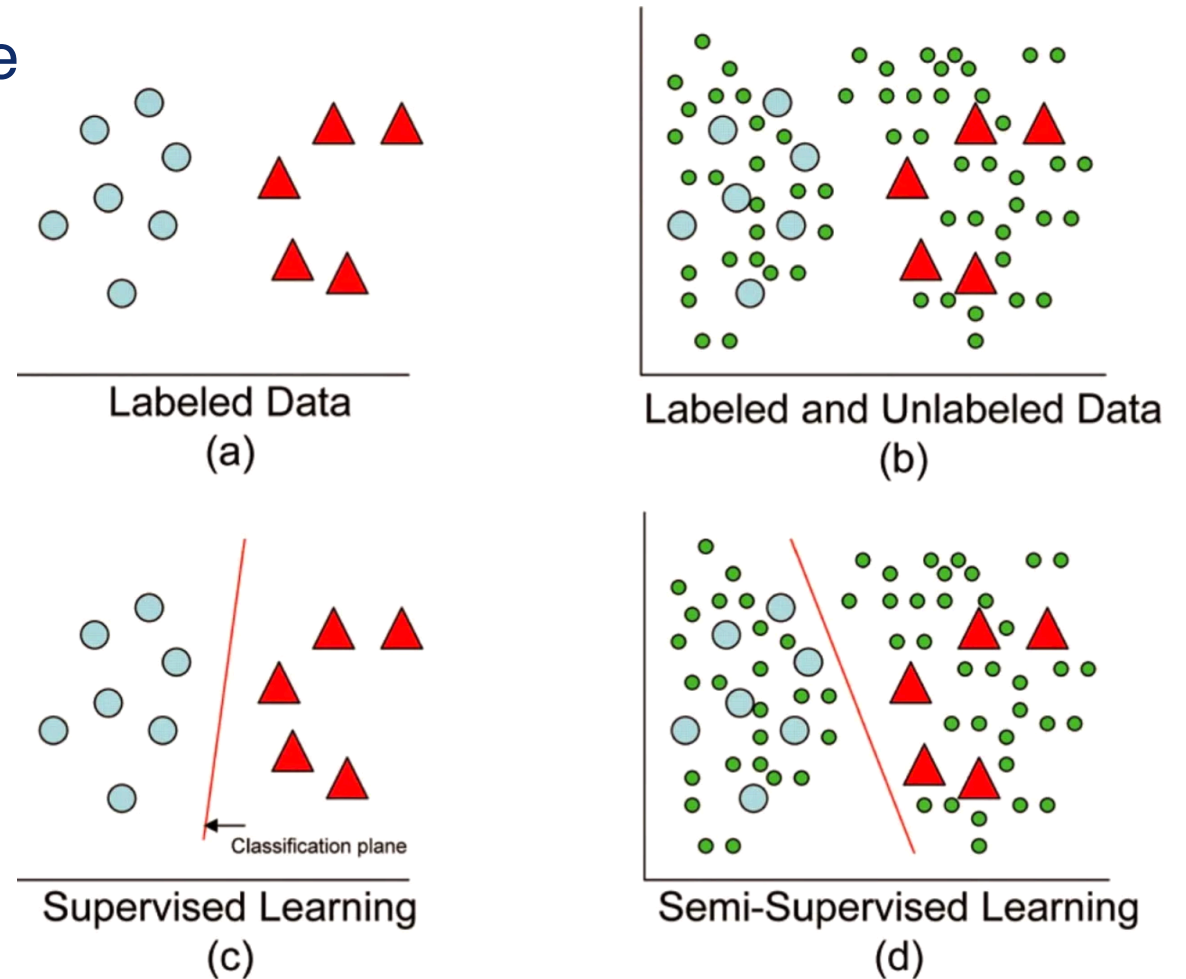 e
Labeled Data
(a)
Labeled and Unlabeled Data
(b)
Classification plane
Supervised Learning
(c)
Semi-Supervised Learning
(d)